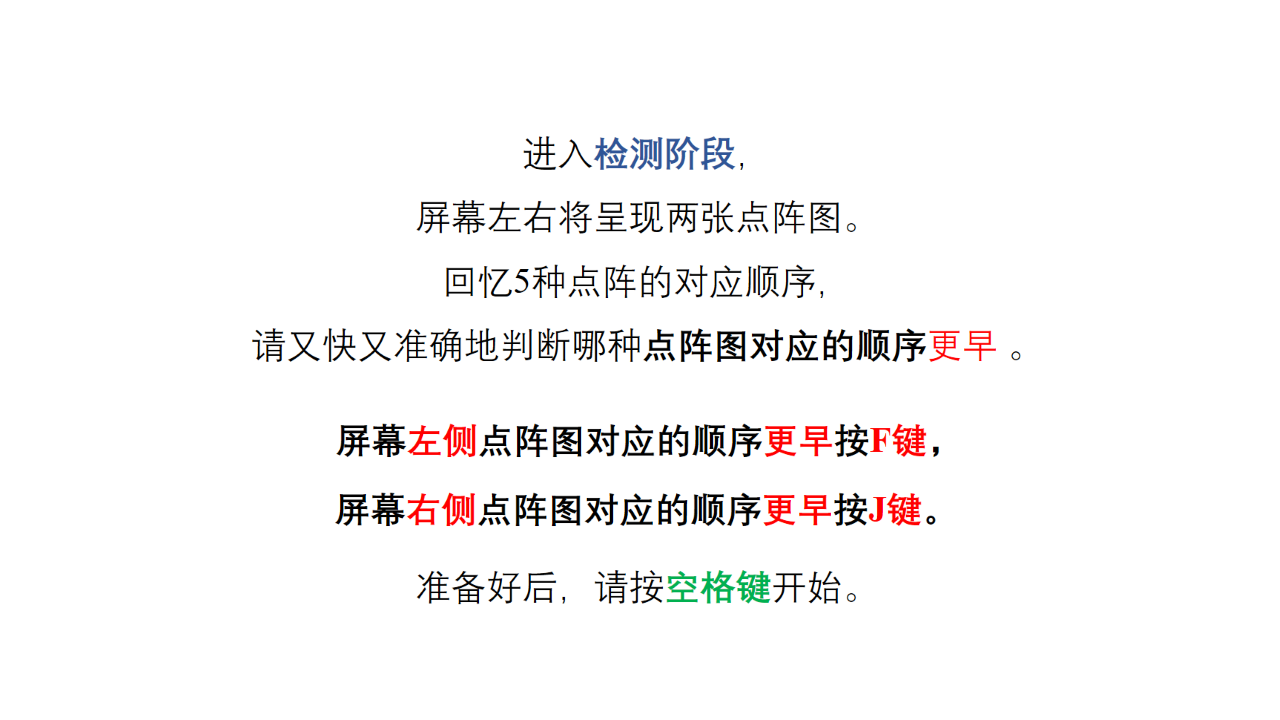 进入检测阶段，
屏幕左右将呈现两张点阵图。
回忆5种点阵的对应顺序，
请又快又准确地判断哪种点阵图对应的顺序更早 。
屏幕左侧点阵图对应的顺序更早按F键，
屏幕右侧点阵图对应的顺序更早按J键。
准备好后，请按空格键开始。